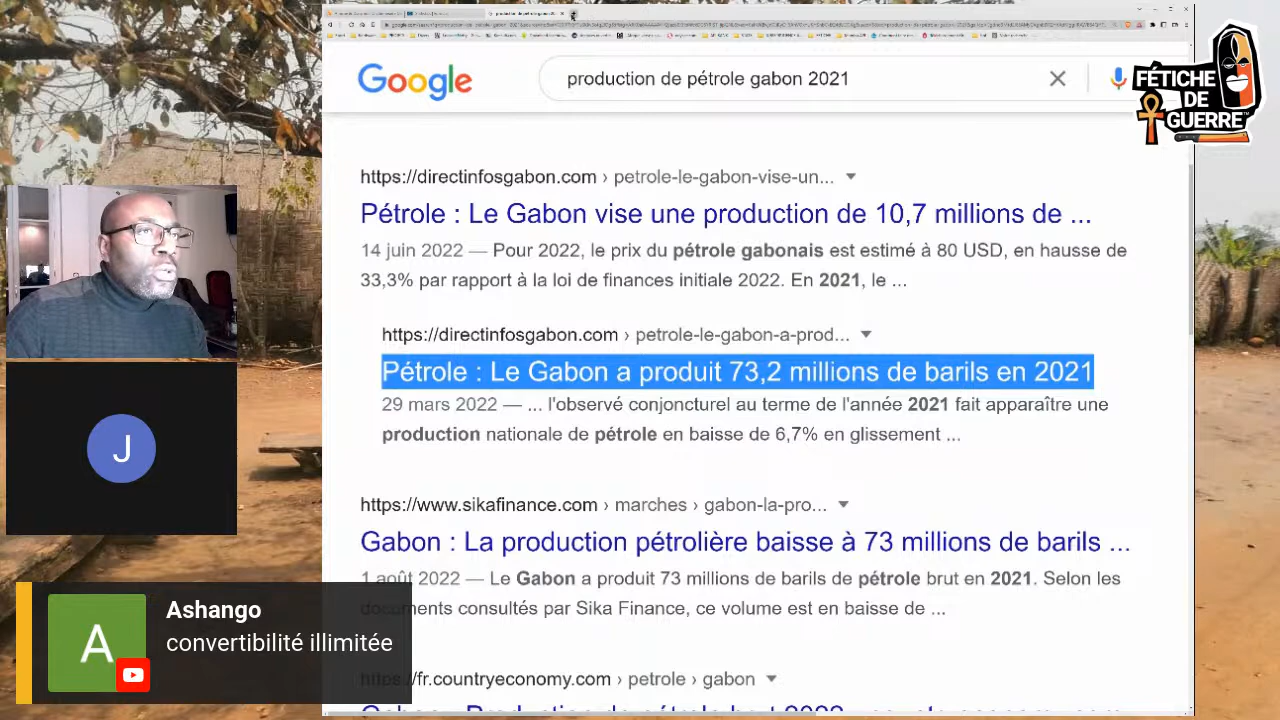 production de pétrole gabon 2021
Google
production de pétrole gabon 2021
FÉTICHE
DE
GUERRE
https://directinfosgabon.com › petrole-le-gabon-vise-un...
Pétrole : Le Gabon vise une production de 10,7 millions de ...
14 juin 2022 — Pour 2022, le prix du pétrole gabonais est estimé à 80 USD, en hausse de
33,3% par rapport à la loi de finances initiale 2022. En 2021, le ...
https://directinfosgabon.com › petrole-le-gabon-a-prod...
Pétrole : Le Gabon a produit 73,2 millions de barils en 2021
29 mars 2022 — ... l'observé conjoncturel au terme de l'année 2021 fait apparaître une
production nationale de pétrole en baisse de 6,7% en glissement ...
J
https://www.sikafinance.com › marches › gabon-la-pro...
Gabon : La production pétrolière baisse à 73 millions de barils ...
1 août 2022 — Le Gabon a produit 73 millions de barils de pétrole brut en 2021. Selon les
documents consultés par Sika Finance, ce volume est en baisse de ...
A
Ashango
convertibilité illimitée
https://fr.countryeconomy.com › petrole › gabon